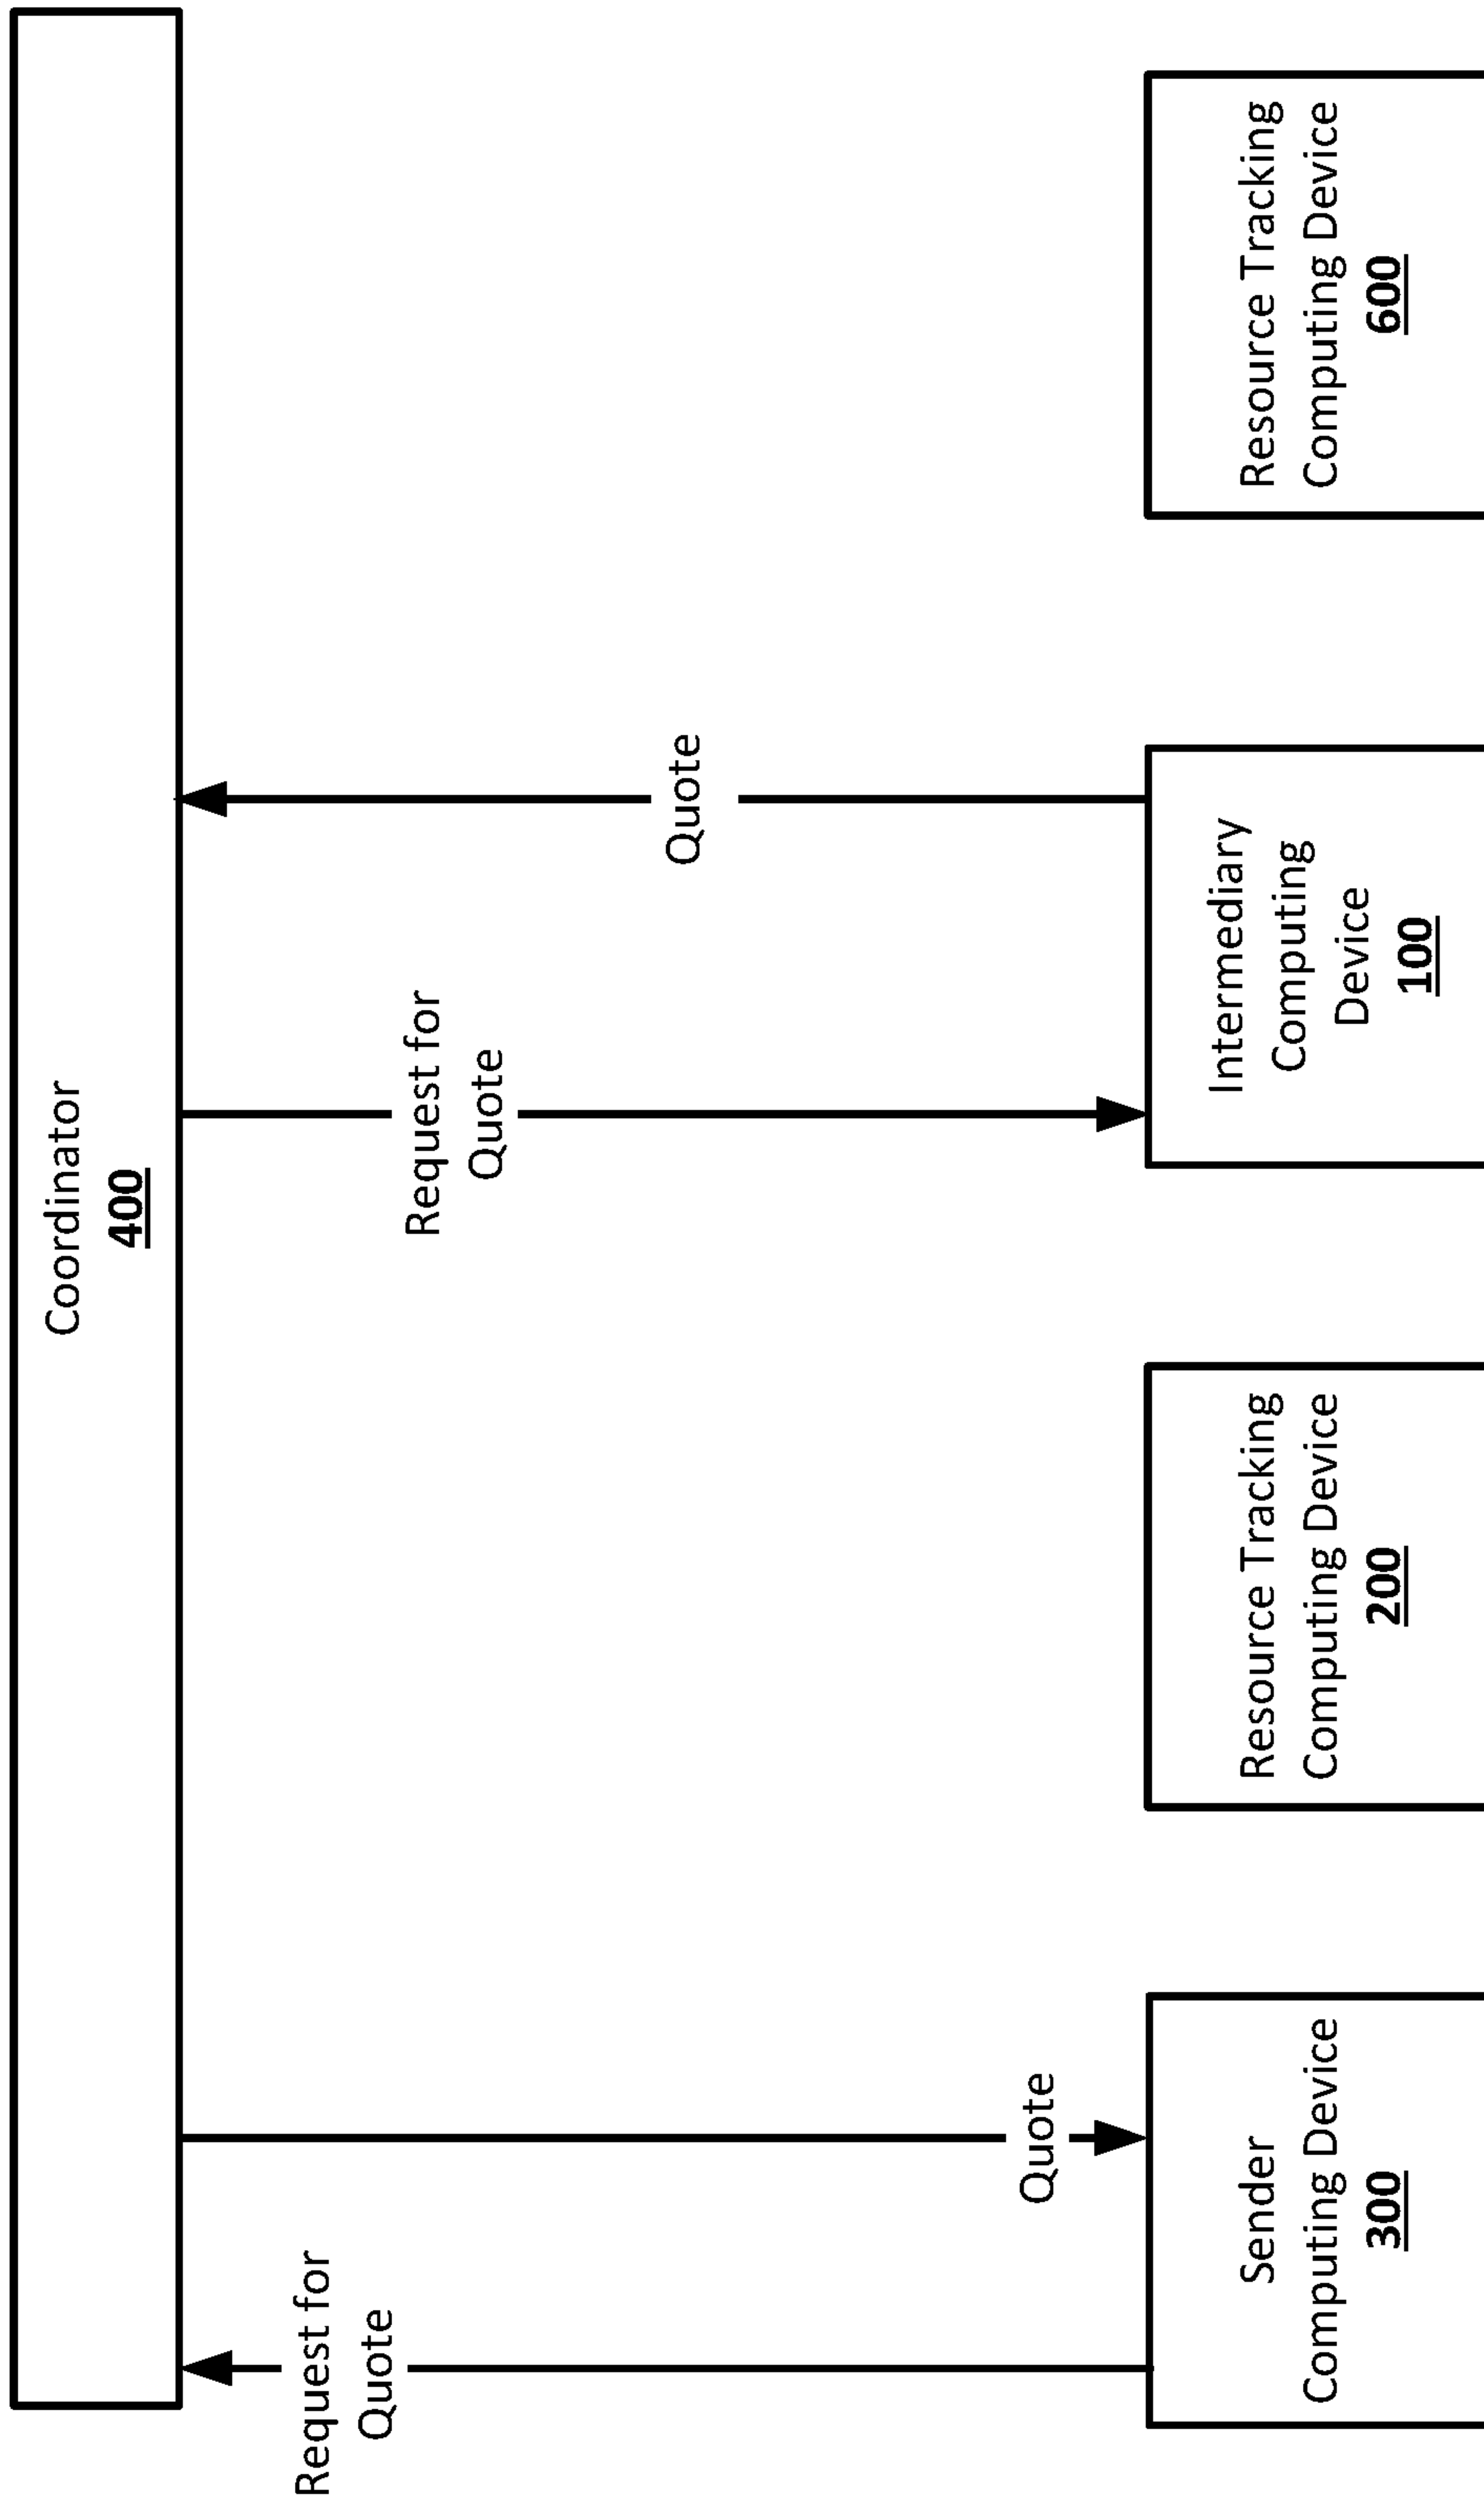 Coordinator
400
Request for
Quote
Quote
Request for
Quote
Quote
Sender
Computing Device
300
Resource Tracking
Computing Device
200
Intermediary
Computing
Device
100
Resource Tracking
Computing Device
600